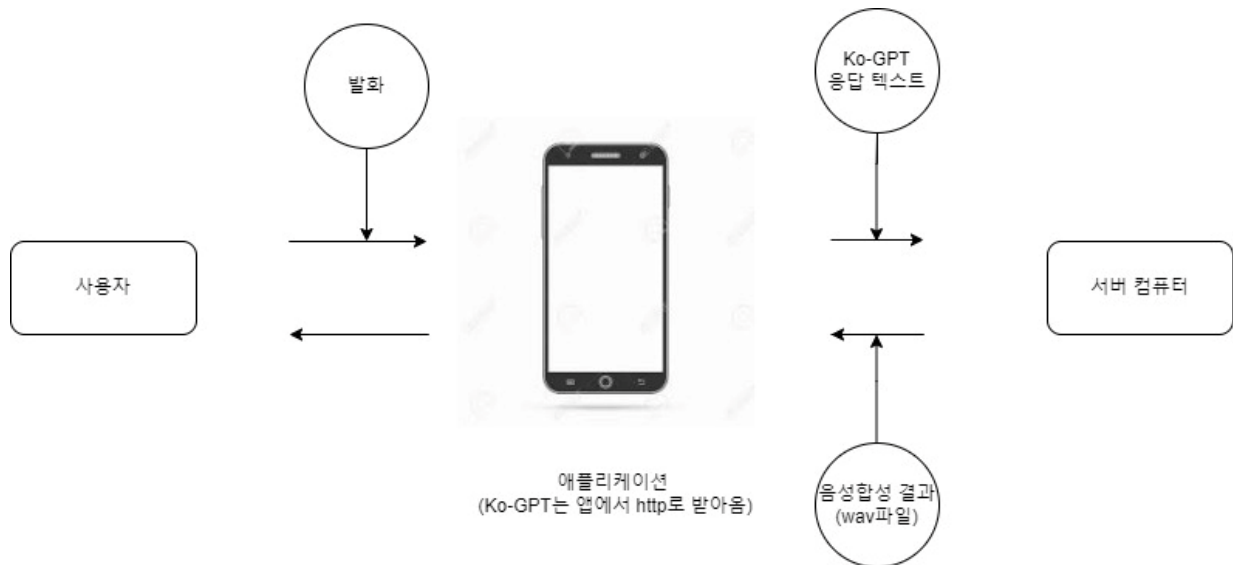 발화
Ko-GPT
응답 텍스트
사용자
서버 컴퓨터
애플리케이션
(Ko-GPT는 앱에서 http로 받아옴)
음성합성 결과
(wav파일)